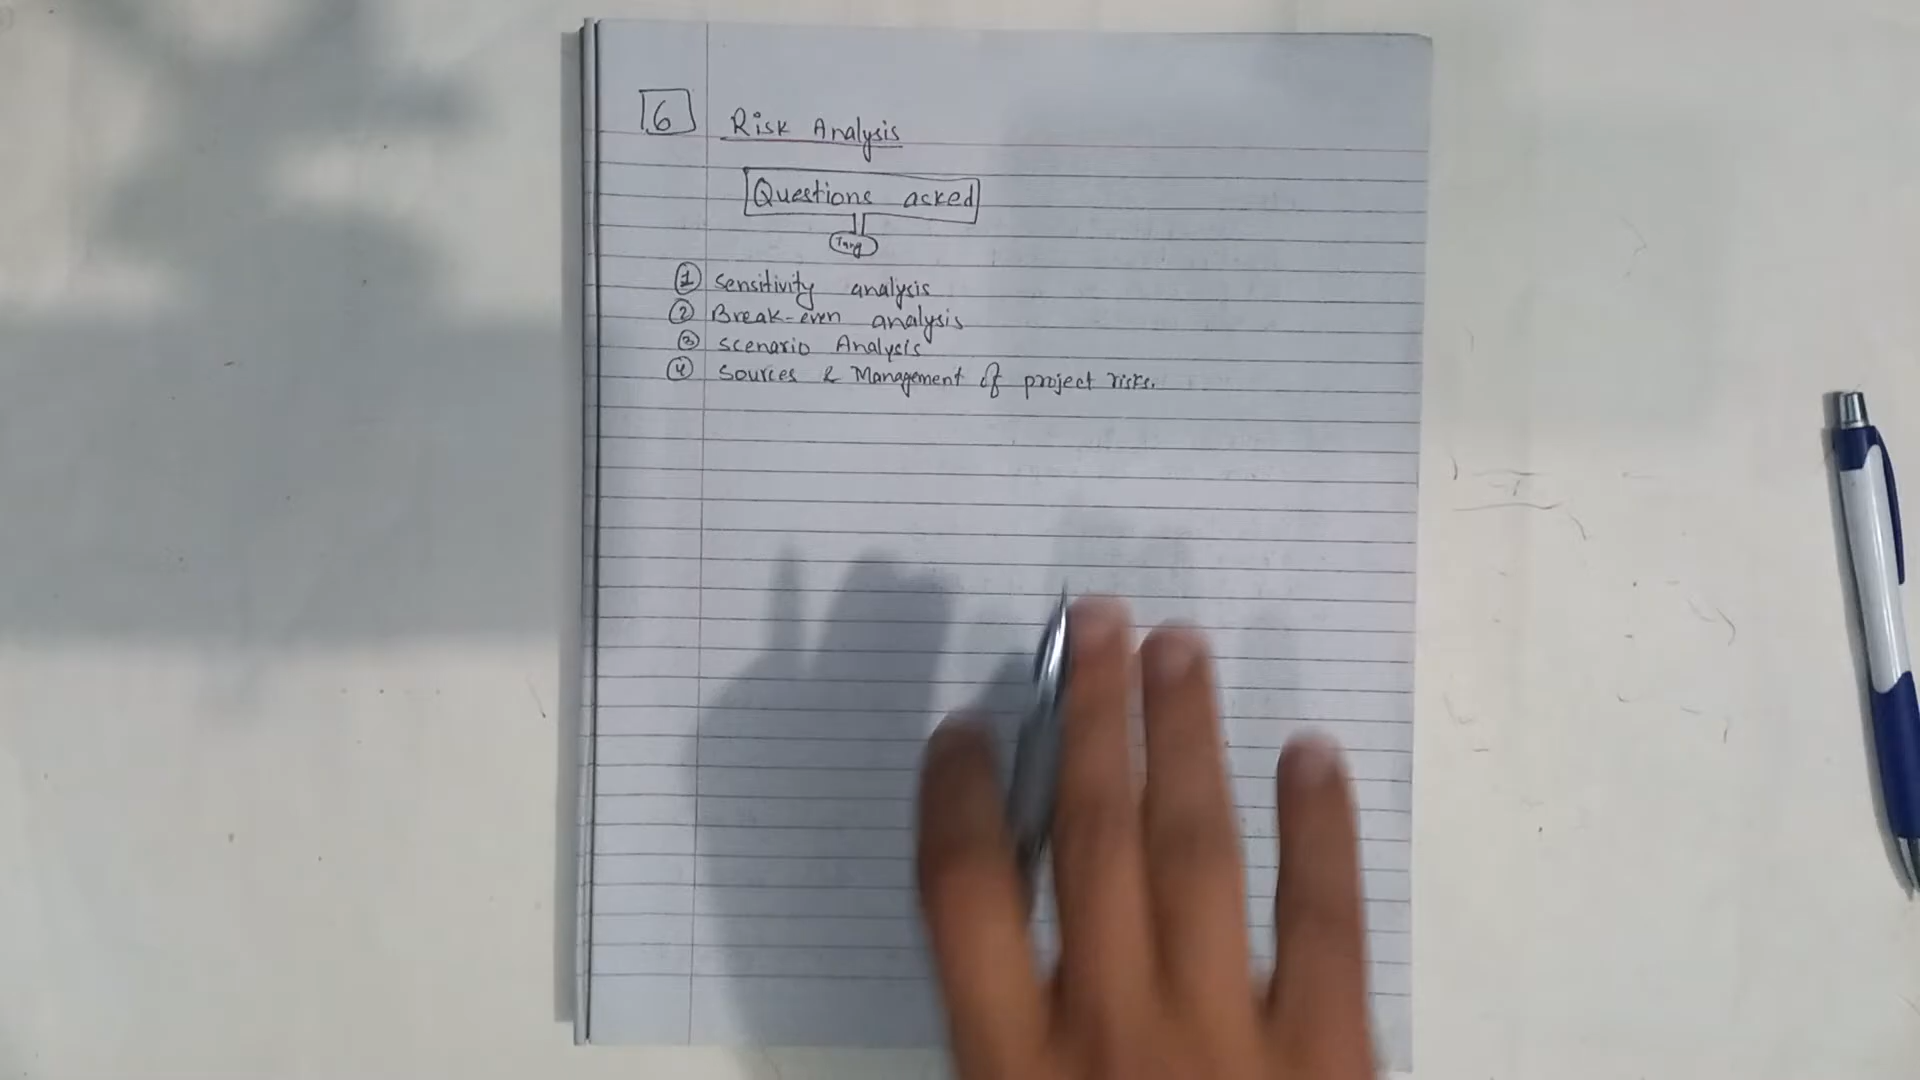 6 Risk Analysis
Questions asked
① Sensitivity analysis
② Break-even analysis
③ Scenario Analysis
④ Sources & Management of project risks.